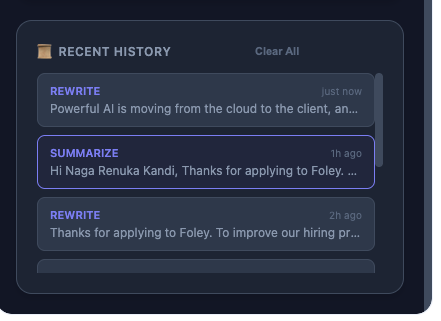 RECENT HISTORY
Clear All
REWRITE
just now
Powerful AI is moving from the cloud to the client, an...
SUMMARIZE
1h ago
Hi Naga Renuka Kandi, Thanks for applying to Foley. ...
REWRITE
2h ago
Thanks for applying to Foley. To improve our hiring pr...